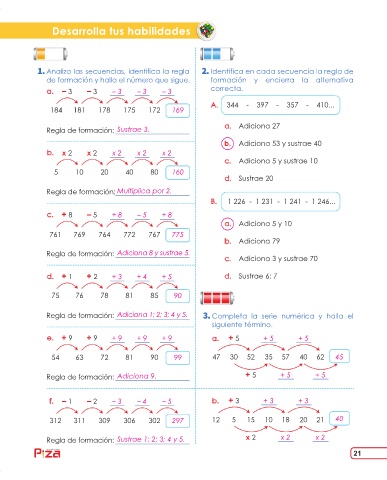 Desarrolla tus habilidades
1. Analiza las secuencias, identifica la regla de formación y halla el número que sigue.
a. - 3 - 3 - 3 - 3 - 3
184 181 178 175 172 169
Regla de formación: Sustrae 3.
b. x 2 x 2 x 2 x 2 x 2
5 10 20 40 80 160
Regla de formación: Multiplica por 2.
c. + 8 - 5 + 8 - 5 + 8
761 769 764 772 767 775
Regla de formación: Adiciona 8 y sustrae 5.
d. + 1 + 2 + 3 + 4 + 5
75 76 78 81 85 90
Regla de formación: Adiciona 1; 2; 3; 4 y 5.
e. + 9 + 9 + 9 + 9 + 9
54 63 72 81 90 99
Regla de formación: Adiciona 9.
f. - 1 - 2 - 3 - 4 - 5
312 311 309 306 302 297
Regla de formación: Sustrae 1; 2; 3; 4 y 5.
2. Identifica en cada secuencia la regla de formación y encierra la alternativa correcta.
A. 344 - 397 - 357 - 410...
a. Adiciona 27
b. Adiciona 53 y sustrae 40
c. Adiciona 5 y sustrae 10
d. Sustrae 20
B. 1 226 - 1 231 - 1 241 - 1 246...
a. Adiciona 5 y 10
b. Adiciona 79
c. Adiciona 3 y sustrae 70
d. Sustrae 6; 7
3. Completa la serie numérica y halla el siguiente término.
a. + 5 + 5 + 5
47 30 52 35 57 40 62 45
+ 5 + 5 + 5
b. + 3 + 3 + 3
12 5 15 10 18 20 21 40
x 2 x 2 x 2
Piza
21